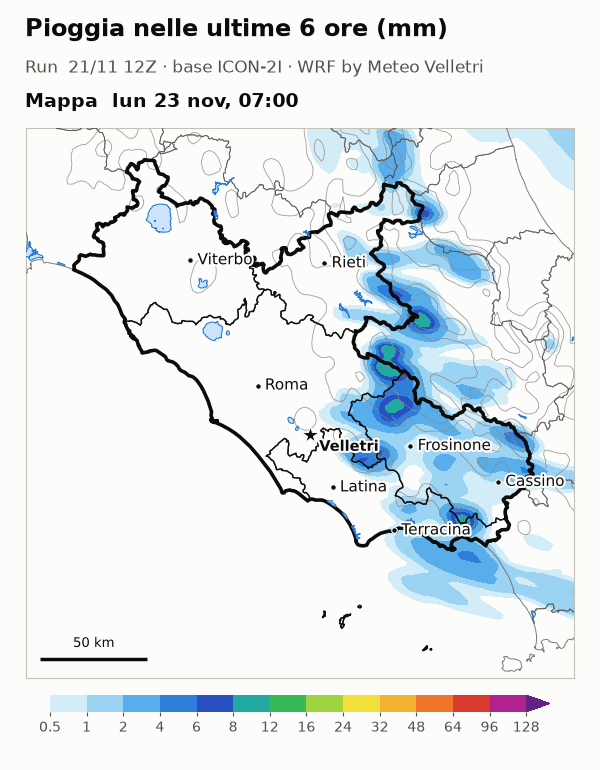 Pioggia nelle ultime 6 ore (mm)
Run  21/11 12Z · base ICON-2I · WRF by Meteo Velletri
Mappa  lun 23 nov, 07:00
Viterbo
Rieti
Roma
Velletri
Frosinone
Latina
Cassino
Terracina
50 km
0.5 1 2 4 6 8 12 16 24 32 48 64 96 128